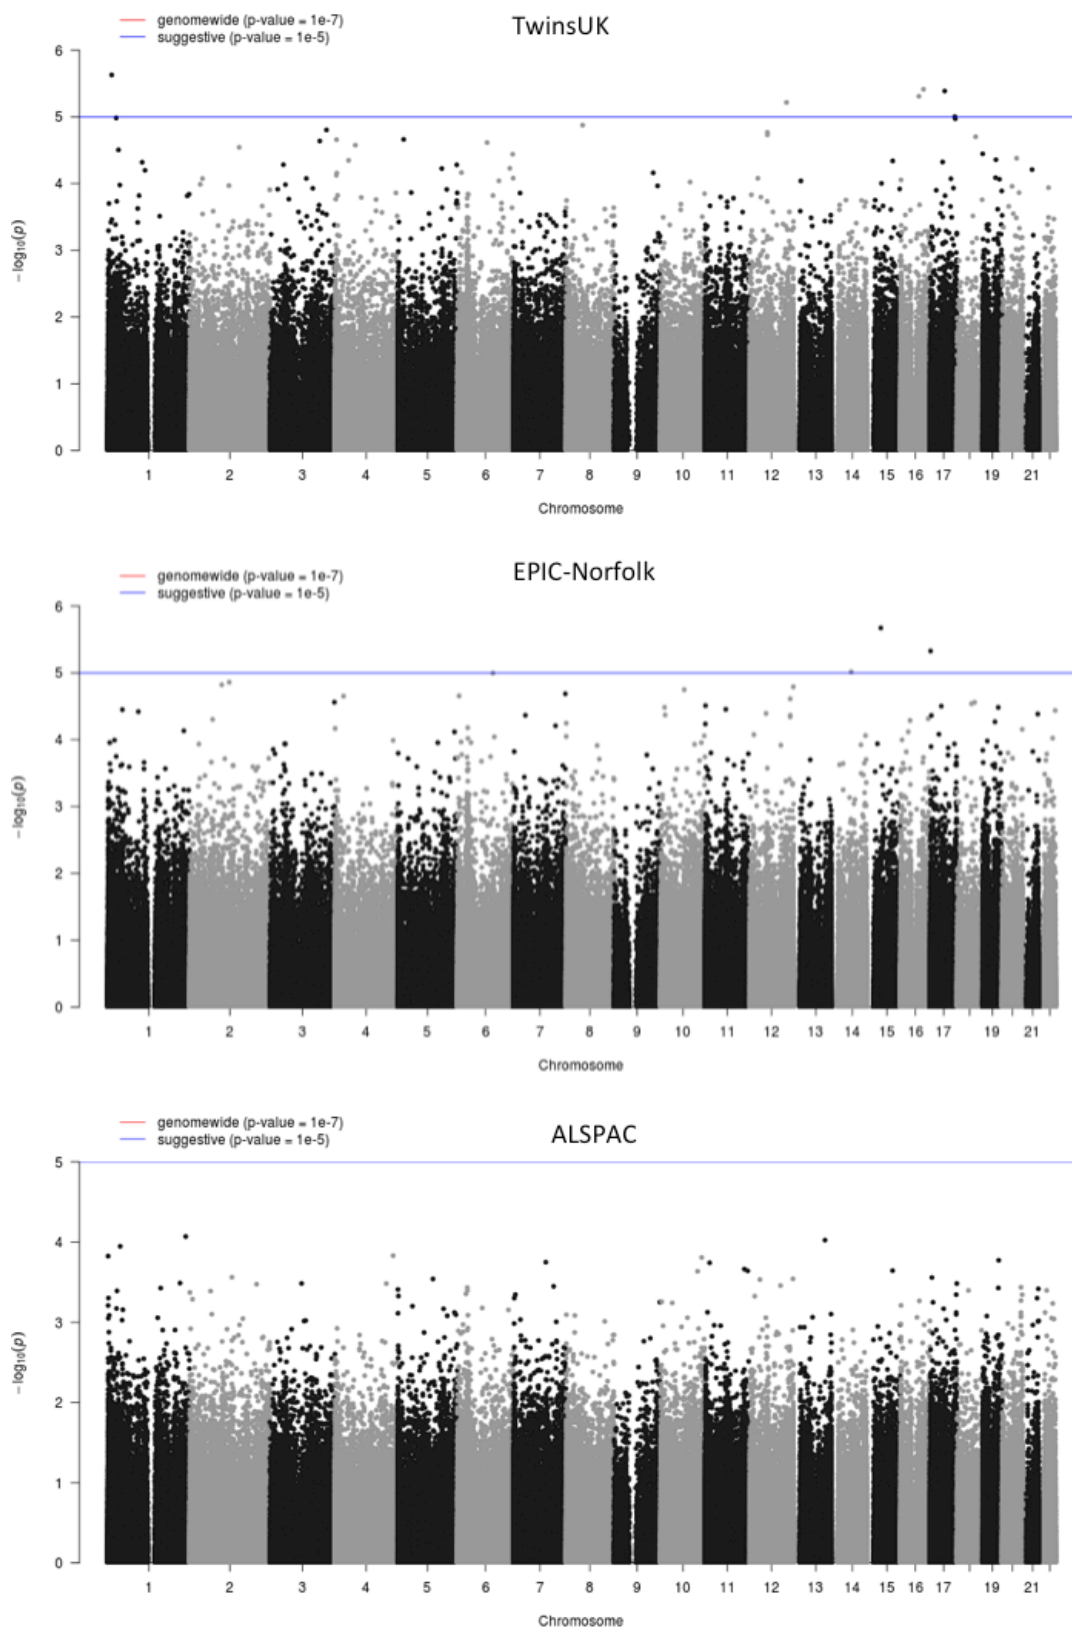 genomewide (p-value = 1e-7)
suggestive (p-value = 1e-5)
TwinsUK
6
5
4
3
2
1
0
−log10(p)
1 2 3 4 5 6 7 8 9 10 11 12 13 14 15 16 17 19 21
Chromosome
genomewide (p-value = 1e-7)
suggestive (p-value = 1e-5)
EPIC-Norfolk
6
5
4
3
2
1
0
−log10(p)
1 2 3 4 5 6 7 8 9 10 11 12 13 14 15 16 17 19 21
Chromosome
genomewide (p-value = 1e-7)
suggestive (p-value = 1e-5)
ALSPAC
5
4
3
2
1
0
−log10(p)
1 2 3 4 5 6 7 8 9 10 11 12 13 14 15 16 17 19 21
Chromosome